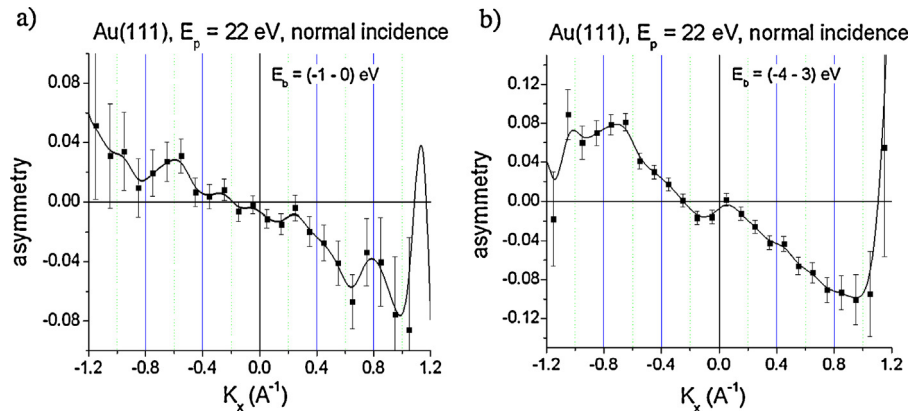 a)
Au(111), E_p = 22 eV, normal incidence
E_b = (-1 - 0) eV
0.08
0.04
0.00
-0.04
-0.08
asymmetry
-1.2 -0.8 -0.4 0.0 0.4 0.8 1.2
K_x (A^-1)
b)
Au(111), E_p = 22 eV, normal incidence
E_b = (-4 - 3) eV
0.12
0.08
0.04
0.00
-0.04
-0.08
-0.12
asymmetry
-1.2 -0.8 -0.4 0.0 0.4 0.8 1.2
K_x (A^-1)